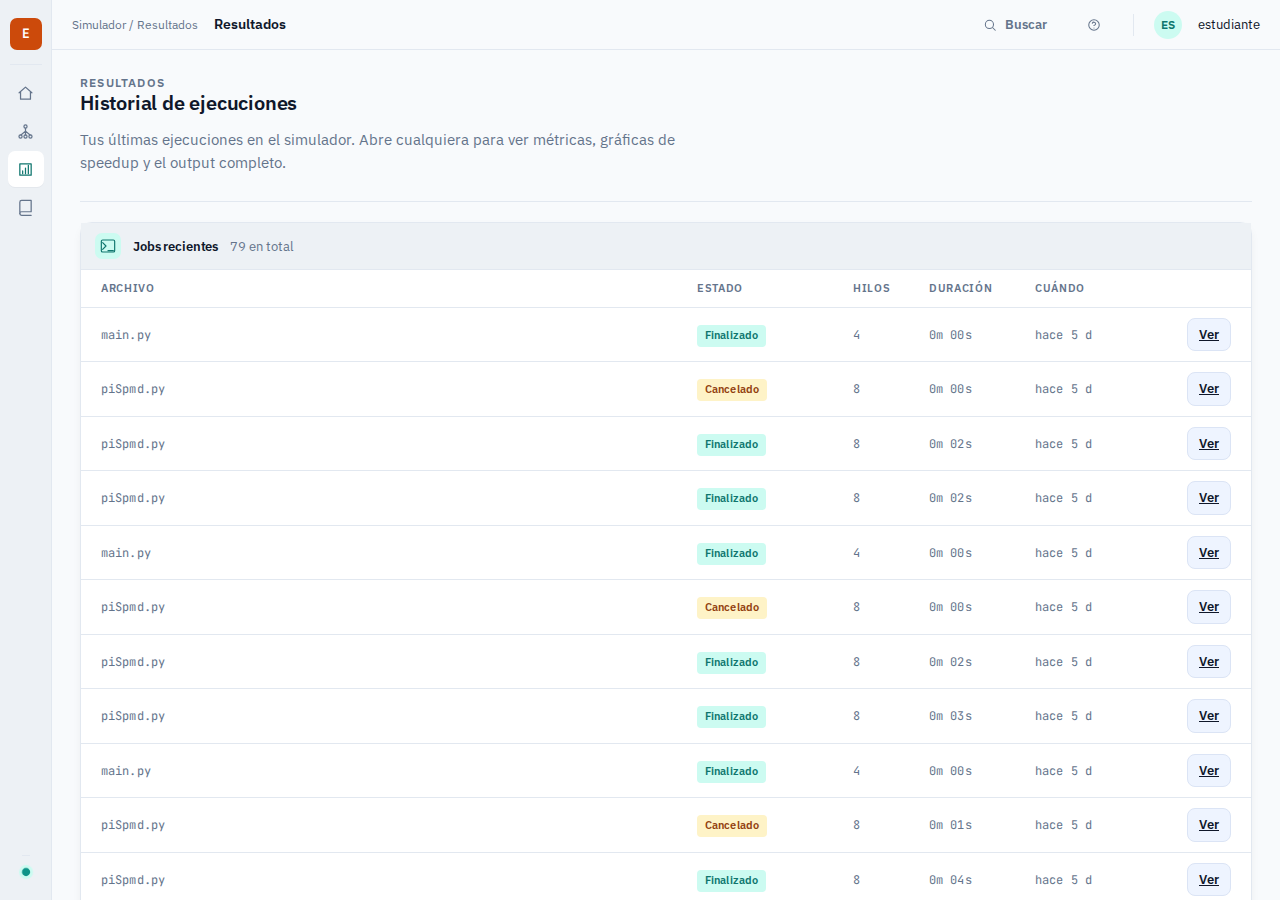 E
Simulador / Resultados Resultados Buscar ES estudiante
RESULTADOS
Historial de ejecuciones
Tus últimas ejecuciones en el simulador. Abre cualquiera para ver métricas, gráficas de
speedup y el output completo.
Jobs recientes 79 en total
ARCHIVO ESTADO HILOS DURACIÓN CUÁNDO
main.py Finalizado 4 0m 00s hace 5 d Ver
piSpmd.py Cancelado 8 0m 00s hace 5 d Ver
piSpmd.py Finalizado 8 0m 02s hace 5 d Ver
piSpmd.py Finalizado 8 0m 02s hace 5 d Ver
main.py Finalizado 4 0m 00s hace 5 d Ver
piSpmd.py Cancelado 8 0m 00s hace 5 d Ver
piSpmd.py Finalizado 8 0m 02s hace 5 d Ver
piSpmd.py Finalizado 8 0m 03s hace 5 d Ver
main.py Finalizado 4 0m 00s hace 5 d Ver
piSpmd.py Cancelado 8 0m 01s hace 5 d Ver
piSpmd.py Finalizado 8 0m 04s hace 5 d Ver